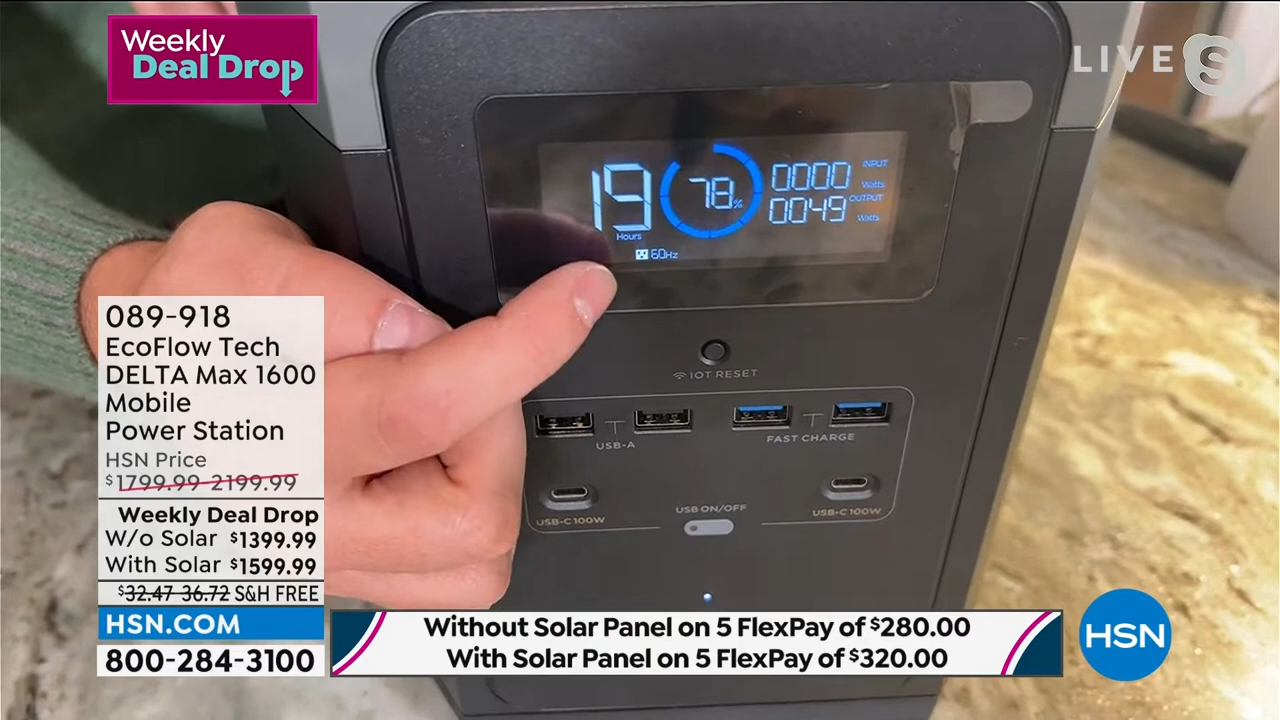 Weekly
Deal Drop
LIVE S
19
Hours
78%
0000 INPUT Watts
0049 OUTPUT Watts
60Hz
IOT RESET
USB-A
FAST CHARGE
USB-C 100W
USB ON/OFF
USB-C 100W
089-918
EcoFlow Tech
DELTA Max 1600
Mobile
Power Station
HSN Price
$1799.99-2199.99
Weekly Deal Drop
W/o Solar $1399.99
With Solar $1599.99
$32.47-36.72 S&H FREE
HSN.COM
800-284-3100
Without Solar Panel on 5 FlexPay of $280.00
With Solar Panel on 5 FlexPay of $320.00
HSN